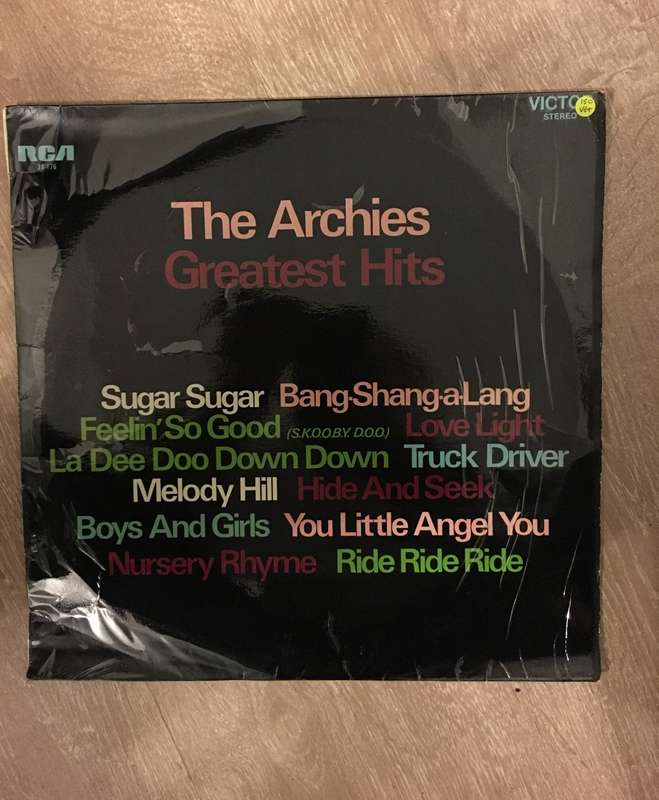 RCA
VICTO
STEREO
150
The Archies
Greatest Hits
Sugar Sugar Bang-Shang-a-Lang
Feelin' So Good (S.K.O.O.B.Y. D.O.O.) Love Light
La Dee Doo Down Down Truck Driver
Melody Hill Hide And Seek
Boys And Girls You Little Angel You
Nursery Rhyme Ride Ride Ride